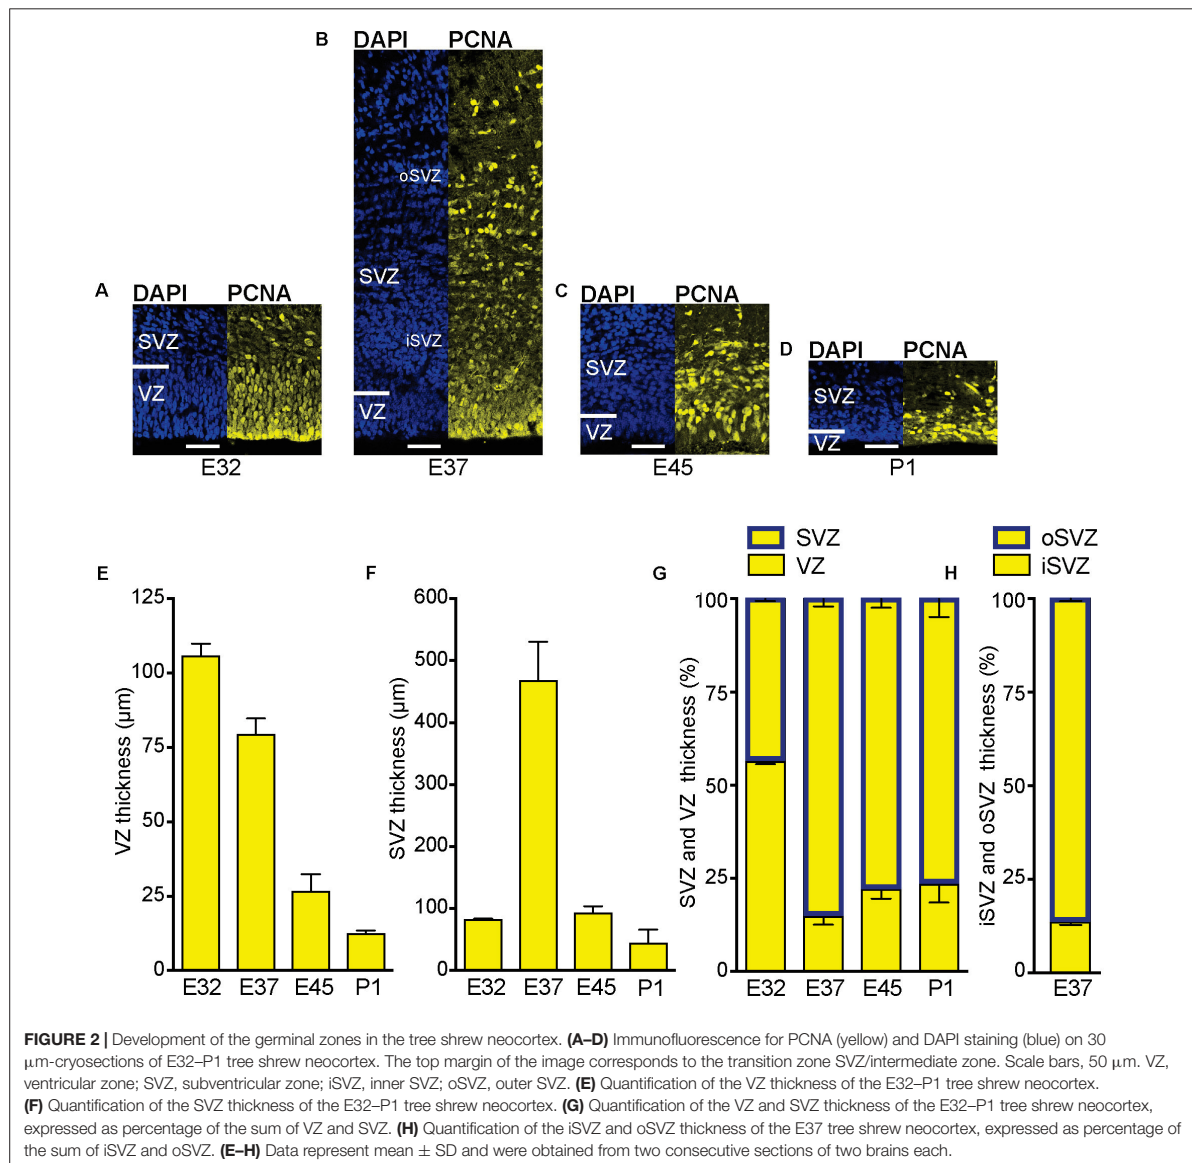 A
DAPI PCNA
SVZ
VZ
E32
B
DAPI PCNA
oSVZ
SVZ
iSVZ
VZ
E37
C
DAPI PCNA
SVZ
VZ
E45
D
DAPI PCNA
SVZ
VZ
P1
E
VZ thickness (µm)
125
100
75
50
25
0
E32 E37 E45 P1
F
SVZ thickness (µm)
600
500
400
300
200
100
0
E32 E37 E45 P1
G
SVZ
VZ
SVZ and VZ thickness (%)
100
75
50
25
0
E32 E37 E45 P1
H
oSVZ
iSVZ
iSVZ and oSVZ thickness (%)
100
75
50
25
0
E37
FIGURE 2 | Development of the germinal zones in the tree shrew neocortex. (A–D) Immunofluorescence for PCNA (yellow) and DAPI staining (blue) on 30
µm-cryosections of E32–P1 tree shrew neocortex. The top margin of the image corresponds to the transition zone SVZ/intermediate zone. Scale bars, 50 µm. VZ,
ventricular zone; SVZ, subventricular zone; iSVZ, inner SVZ; oSVZ, outer SVZ. (E) Quantification of the VZ thickness of the E32–P1 tree shrew neocortex.
(F) Quantification of the SVZ thickness of the E32–P1 tree shrew neocortex. (G) Quantification of the VZ and SVZ thickness of the E32–P1 tree shrew neocortex,
expressed as percentage of the sum of VZ and SVZ. (H) Quantification of the iSVZ and oSVZ thickness of the E37 tree shrew neocortex, expressed as percentage of
the sum of iSVZ and oSVZ. (E–H) Data represent mean ± SD and were obtained from two consecutive sections of two brains each.